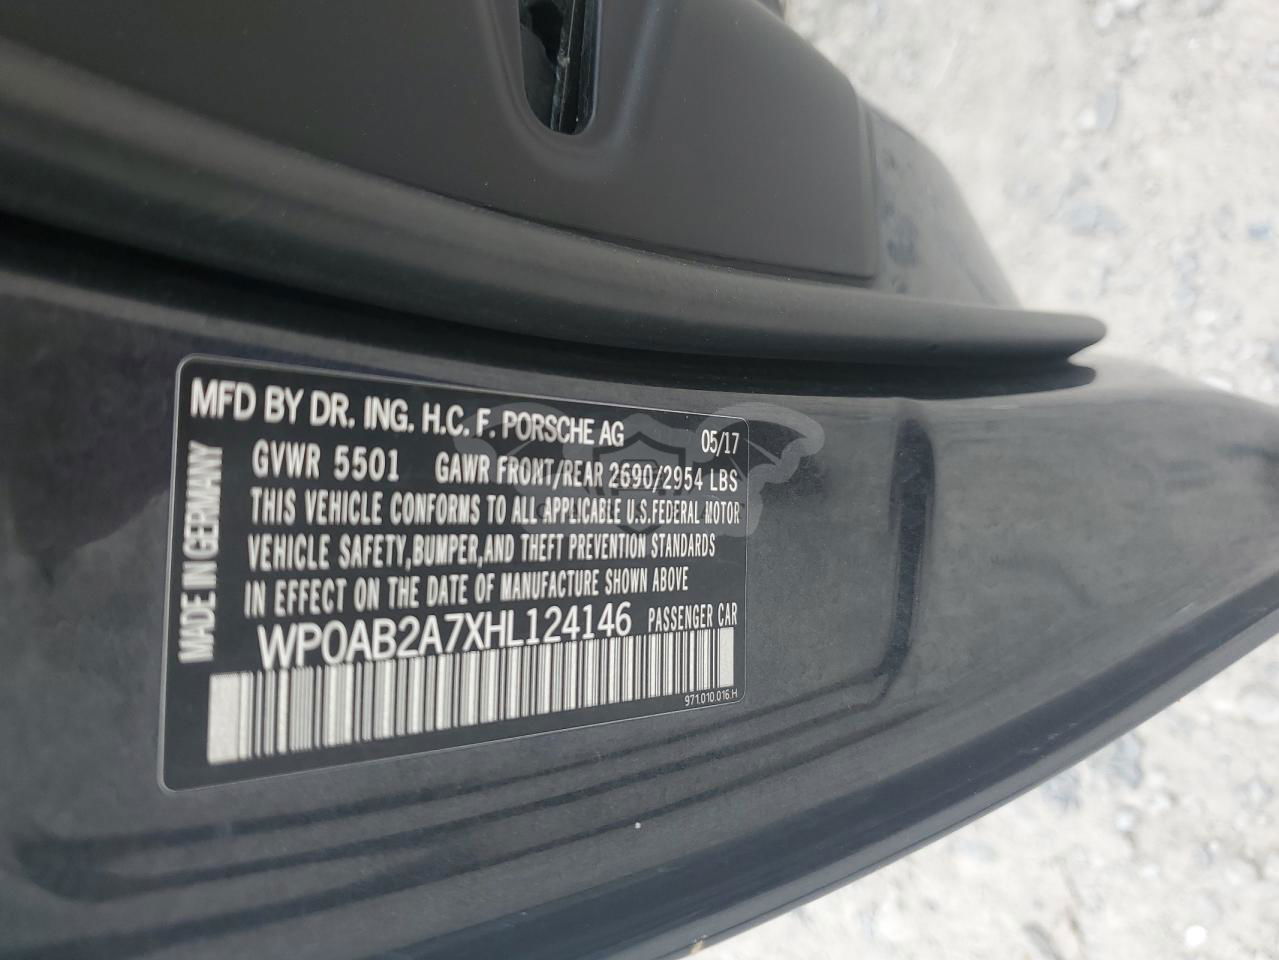 MFD BY DR. ING. H.C. F. PORSCHE AG 05/17
GVWR 5501 GAWR FRONT/REAR 2690/2954 LBS
THIS VEHICLE CONFORMS TO ALL APPLICABLE U.S.FEDERAL MOTOR
VEHICLE SAFETY,BUMPER,AND THEFT PREVENTION STANDARDS
IN EFFECT ON THE DATE OF MANUFACTURE SHOWN ABOVE
WP0AB2A7XHL124146 PASSENGER CAR
971.010.016.H
MADE IN GERMANY